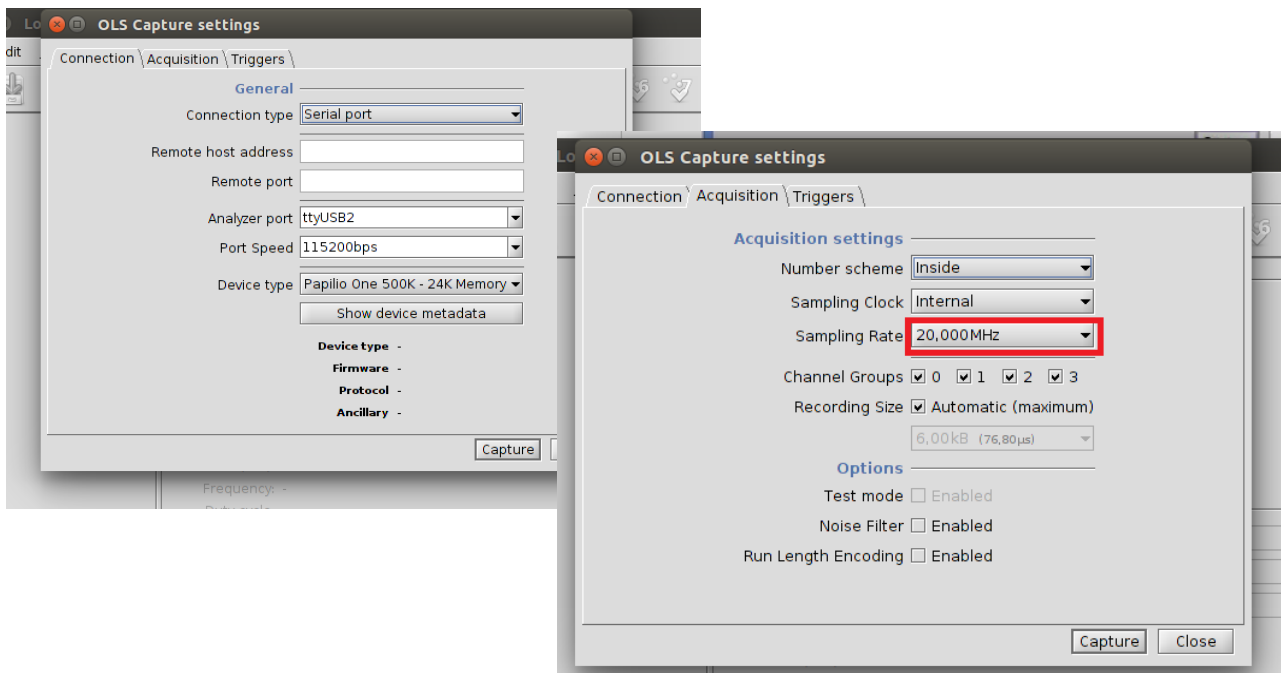 Lo OLS Capture settings
dit
Connection Acquisition Triggers
General
Connection type Serial port
Remote host address
Remote port
Analyzer port ttyUSB2
Port Speed 115200bps
Device type Papilio One 500K - 24K Memory
Show device metadata
Device type -
Firmware -
Protocol -
Ancillary -
Capture
Frequency: -
Lo OLS Capture settings
Connection Acquisition Triggers
Acquisition settings
Number scheme Inside
Sampling Clock Internal
Sampling Rate 20,000MHz
Channel Groups 0 1 2 3
Recording Size Automatic (maximum)
6,00kB (76,80µs)
Options
Test mode Enabled
Noise Filter Enabled
Run Length Encoding Enabled
Capture Close